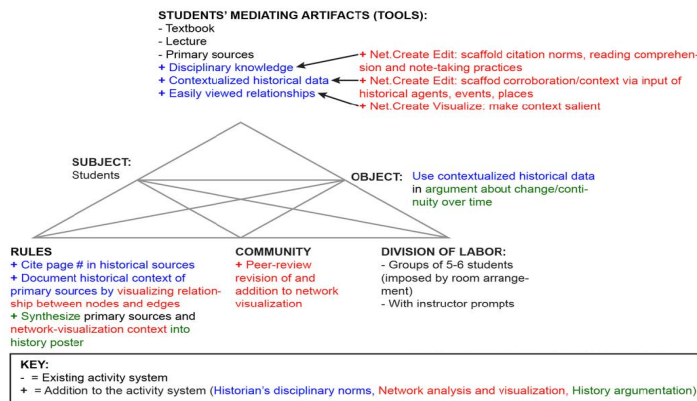 STUDENTS' MEDIATING ARTIFACTS (TOOLS):
- Textbook
- Lecture
- Primary sources
+ Disciplinary knowledge
+ Contextualized historical data
+ Easily viewed relationships
+ Net.Create Edit: scaffold citation norms, reading comprehen-
sion and note-taking practices
+ Net.Create Edit: scaffod corroboration/context via input of
historical agents, events, places
+ Net.Create Visualize: make context salient
SUBJECT:
Students
OBJECT:
Use contextualized historical data
in argument about change/conti-
nuity over time
RULES
+ Cite page # in historical sources
+ Document historical context of
primary sources by visualizing relation-
ship between nodes and edges
+ Synthesize primary sources and
network-visualization context into
history poster
COMMUNITY
+ Peer-review
revision of and
addition to network
visualization
DIVISION OF LABOR:
- Groups of 5-6 students
(imposed by room arrange-
ment)
- With instructor prompts
KEY:
- = Existing activity system
+ = Addition to the activity system (Historian's disciplinary norms, Network analysis and visualization, History argumentation)